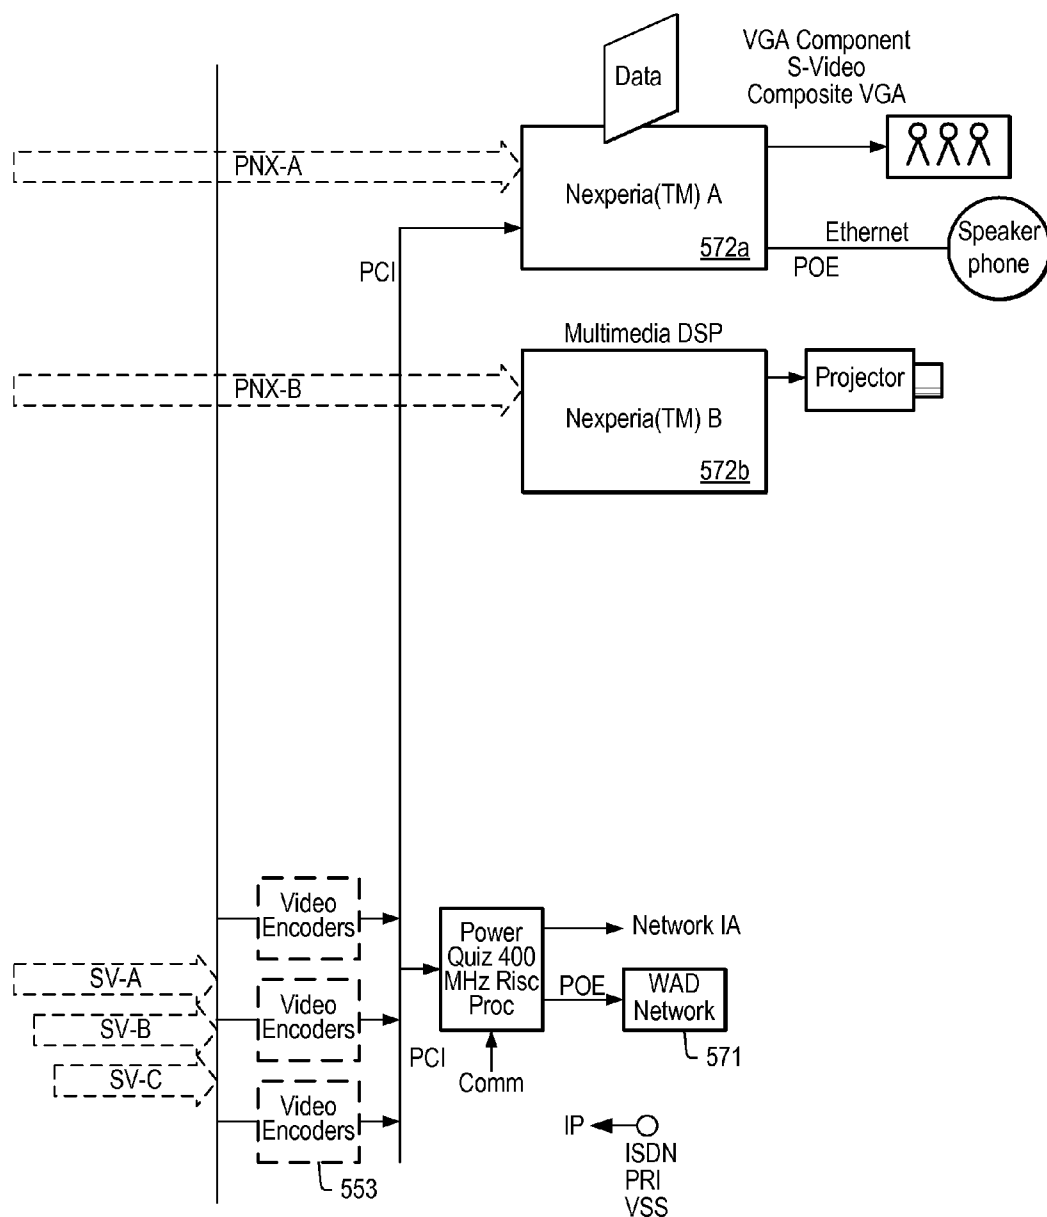 Data
VGA Component
S-Video
Composite VGA
PNX-A
Nexperia(TM) A
572a
Ethernet
POE
Speaker
phone
PCI
Multimedia DSP
PNX-B
Nexperia(TM) B
572b
Projector
Video
Encoders
Power
Quiz 400
MHz Risc
Proc
Network IA
SV-A
SV-B
SV-C
Video
Encoders
POE
WAD
Network
571
PCI
Comm
Video
Encoders
553
IP
ISDN
PRI
VSS